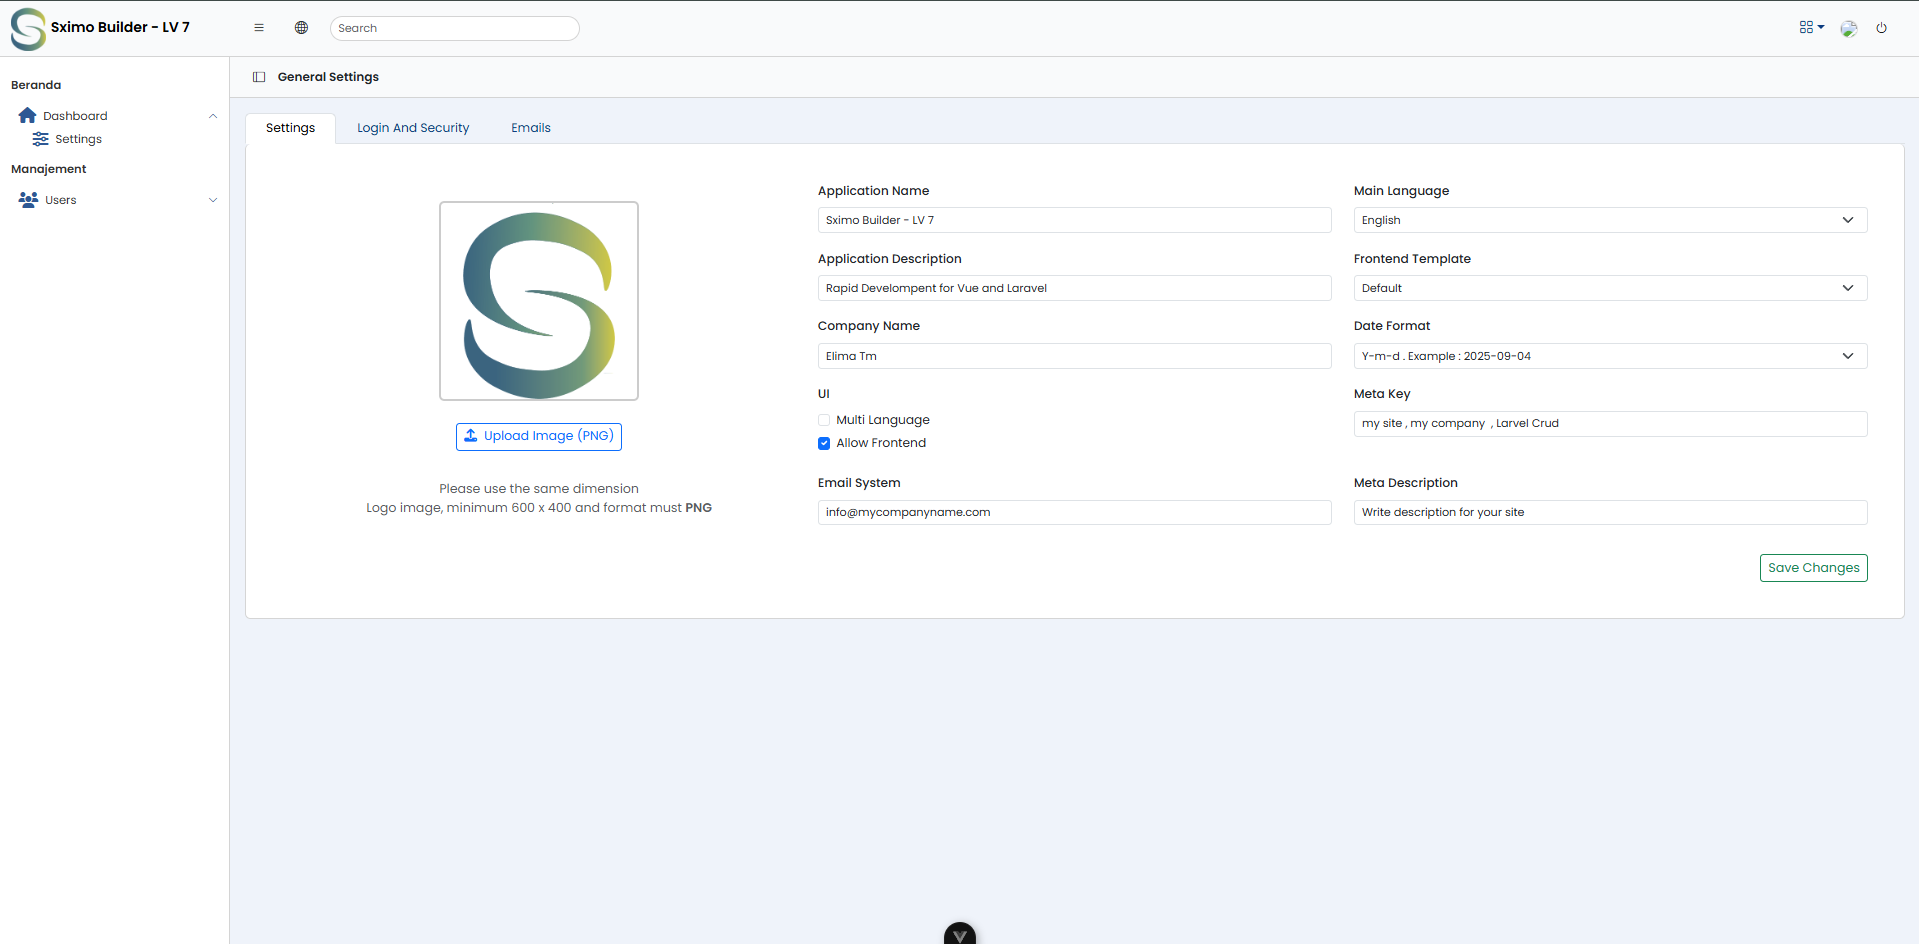 Sximo Builder - LV 7
Search
Beranda
Dashboard
Settings
Manajement
Users
General Settings
Settings
Login And Security
Emails
Upload Image (PNG)
Please use the same dimension
Logo image, minimum 600 x 400 and format must PNG
Application Name
Sximo Builder - LV 7
Application Description
Rapid Develompent for Vue and Laravel
Company Name
Elima Tm
UI
Multi Language
Allow Frontend
Email System
info@mycompanyname.com
Main Language
English
Frontend Template
Default
Date Format
Y-m-d . Example : 2025-09-04
Meta Key
my site , my company  , Larvel Crud
Meta Description
Write description for your site
Save Changes